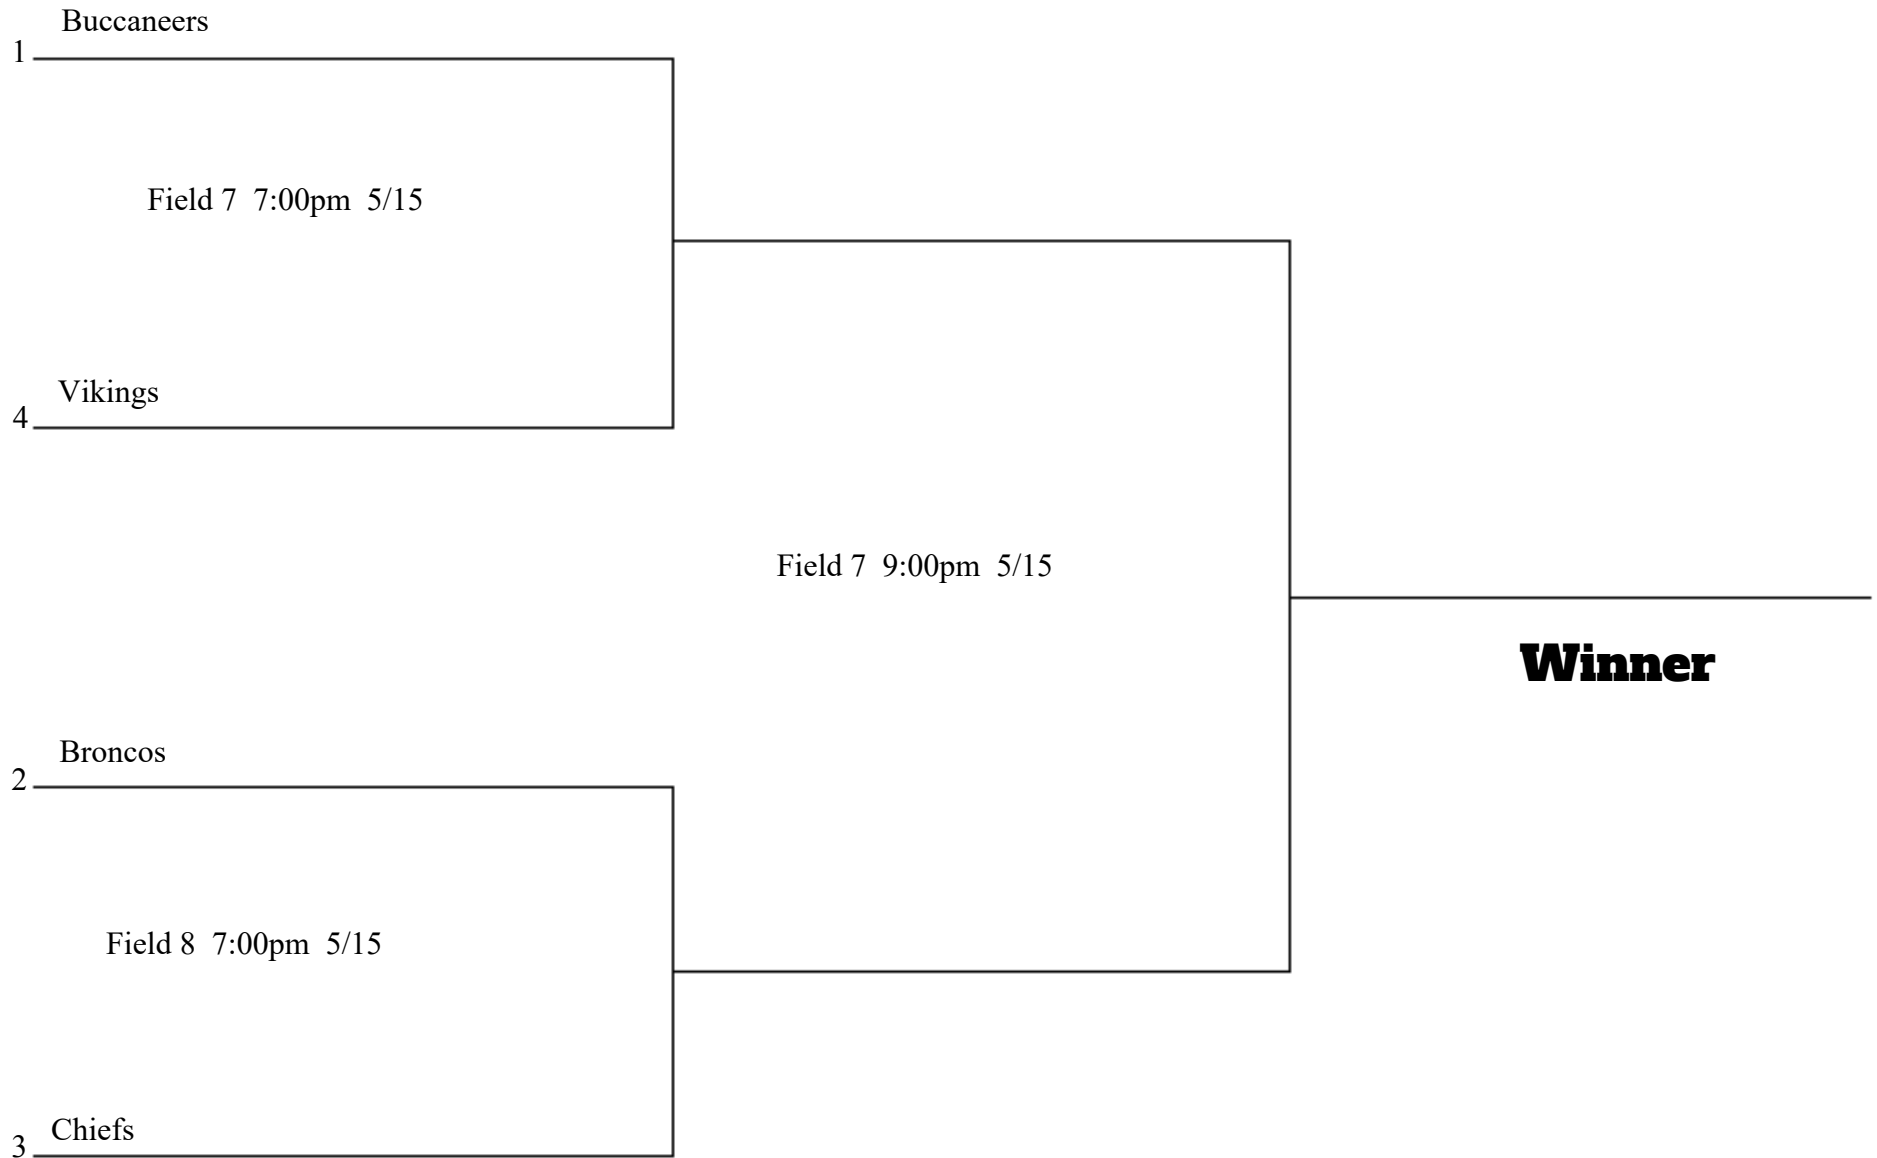 Buccaneers
1
Field 7  7:00pm  5/15
Vikings
4
Field 7  9:00pm  5/15
Winner
Broncos
2
Field 8  7:00pm  5/15
Chiefs
3